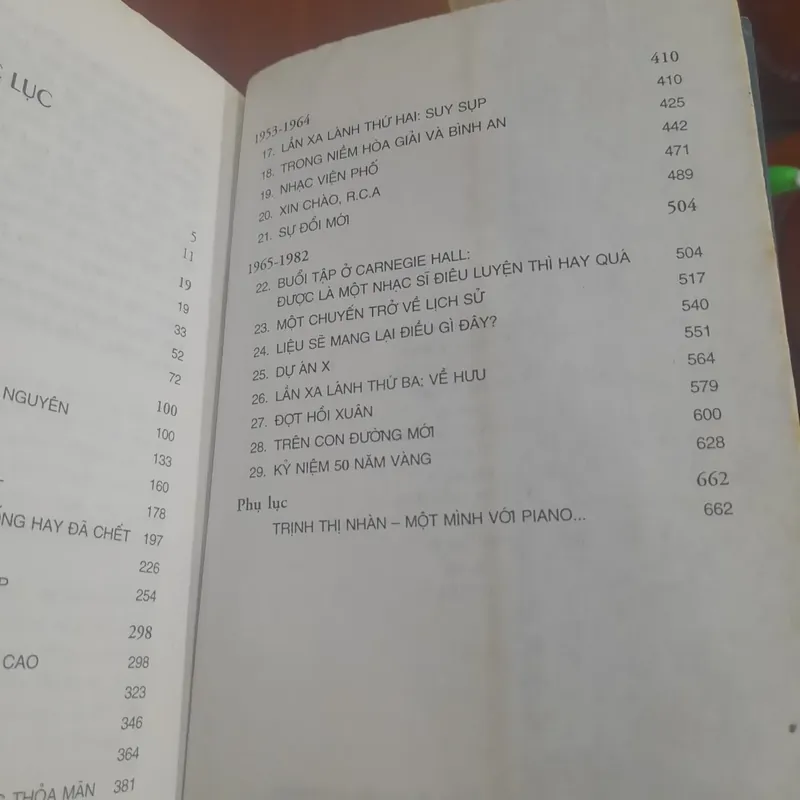 LỤC
5
11
19
19
33
52
72
NGUYÊN 100
100
133
160
178
HAY ĐÃ CHẾT 197
226
254
298
CAO 298
323
346
364
THỎA MÃN 381
1953-1964 410
17. LẦN XA LÁNH THỨ HAI: SUY SỤP 410
18. TRONG NIỀM HÒA GIẢI VÀ BÌNH AN 425
19. NHẠC VIỆN PHỐ 442
20. XIN CHÀO, R.C.A 471
21. SỰ ĐỔI MỚI 489
1965-1982 504
22. BUỔI TẬP Ở CARNEGIE HALL:
ĐƯỢC LÀ MỘT NHẠC SĨ ĐIÊU LUYỆN THÌ HAY QUÁ 504
23. MỘT CHUYẾN TRỞ VỀ LỊCH SỬ 517
24. LIỆU SẼ MANG LẠI ĐIỀU GÌ ĐÂY? 540
25. DỰ ÁN X 551
26. LẦN XA LÁNH THỨ BA: VỀ HƯU 564
27. ĐỢT HỒI XUÂN 579
28. TRÊN CON ĐƯỜNG MỚI 600
29. KỶ NIỆM 50 NĂM VÀNG 628
Phụ lục 662
TRỊNH THỊ NHÀN – MỘT MÌNH VỚI PIANO... 662